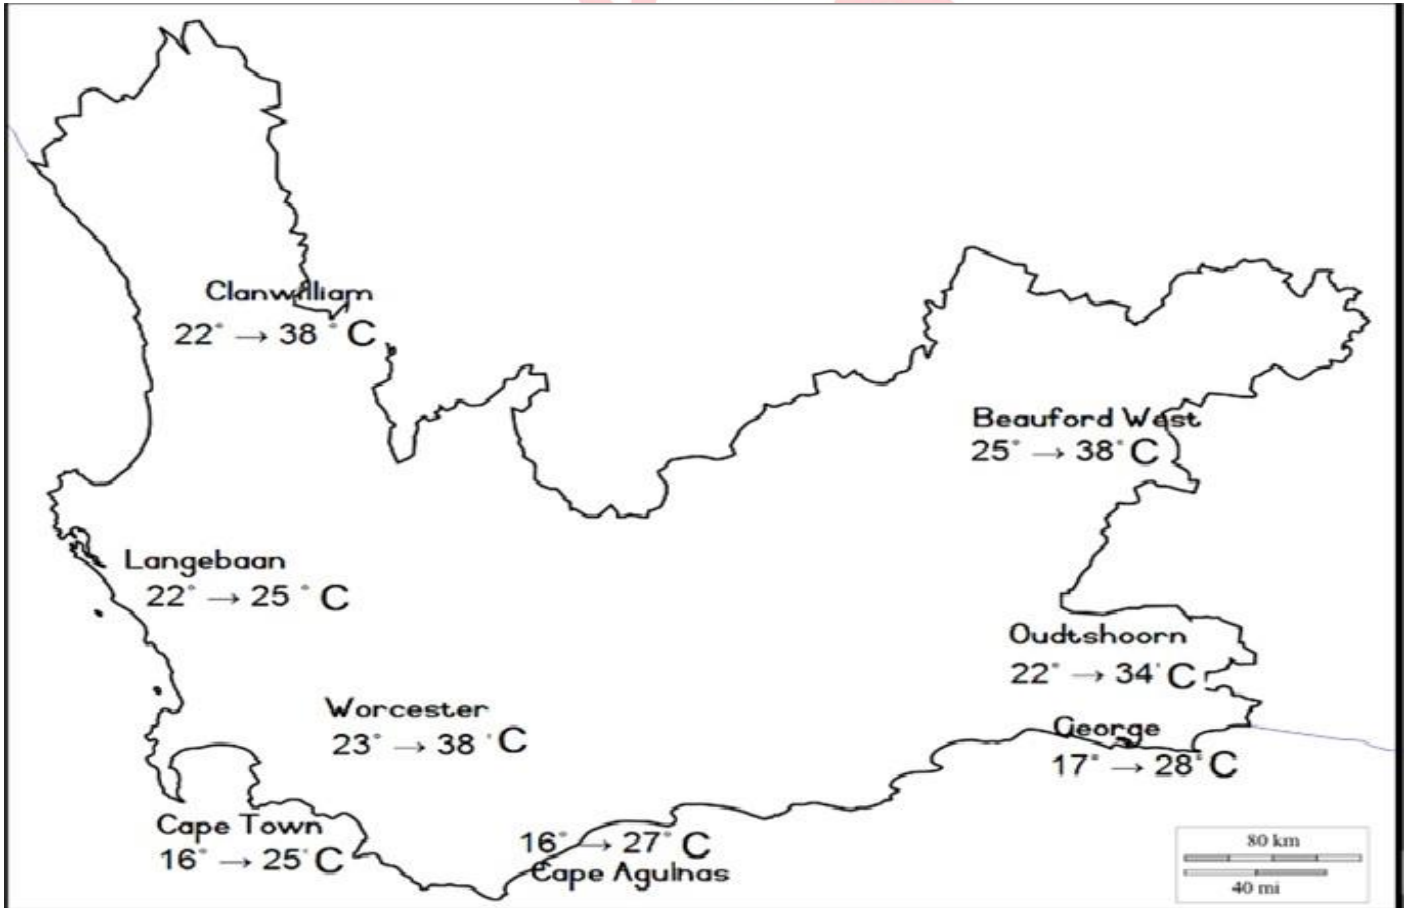 Clanwilliam
22° → 38 °C
Beauford West
25° → 38°C
Langebaan
22° → 25 °C
Oudtshoorn
22° → 34°C
Worcester
23° → 38 °C
George
17° → 28°C
Cape Town
16° → 25°C
16° → 27°C
Cape Agulnas
80 km
40 mi